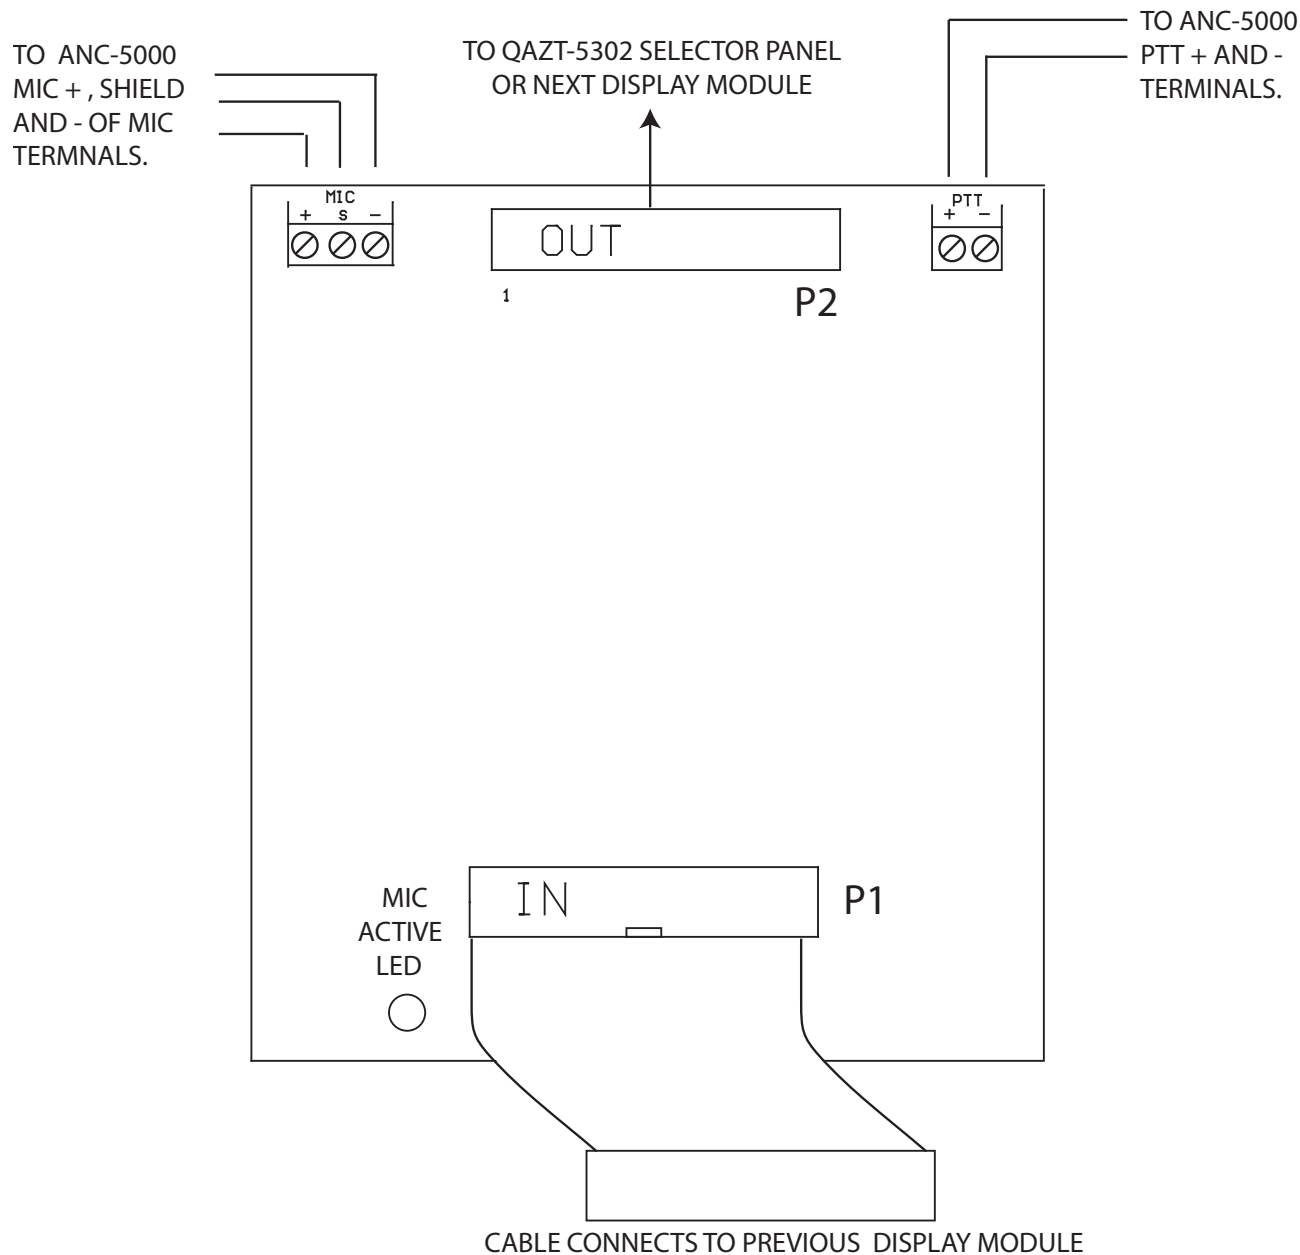 TO ANC-5000
MIC + , SHIELD
AND - OF MIC
TERMNALS.
TO QAZT-5302 SELECTOR PANEL
OR NEXT DISPLAY MODULE
TO ANC-5000
PTT + AND -
TERMINALS.
MIC
+ S -
OUT
1
P2
PTT
+ -
MIC
ACTIVE
LED
IN
P1
CABLE CONNECTS TO PREVIOUS DISPLAY MODULE